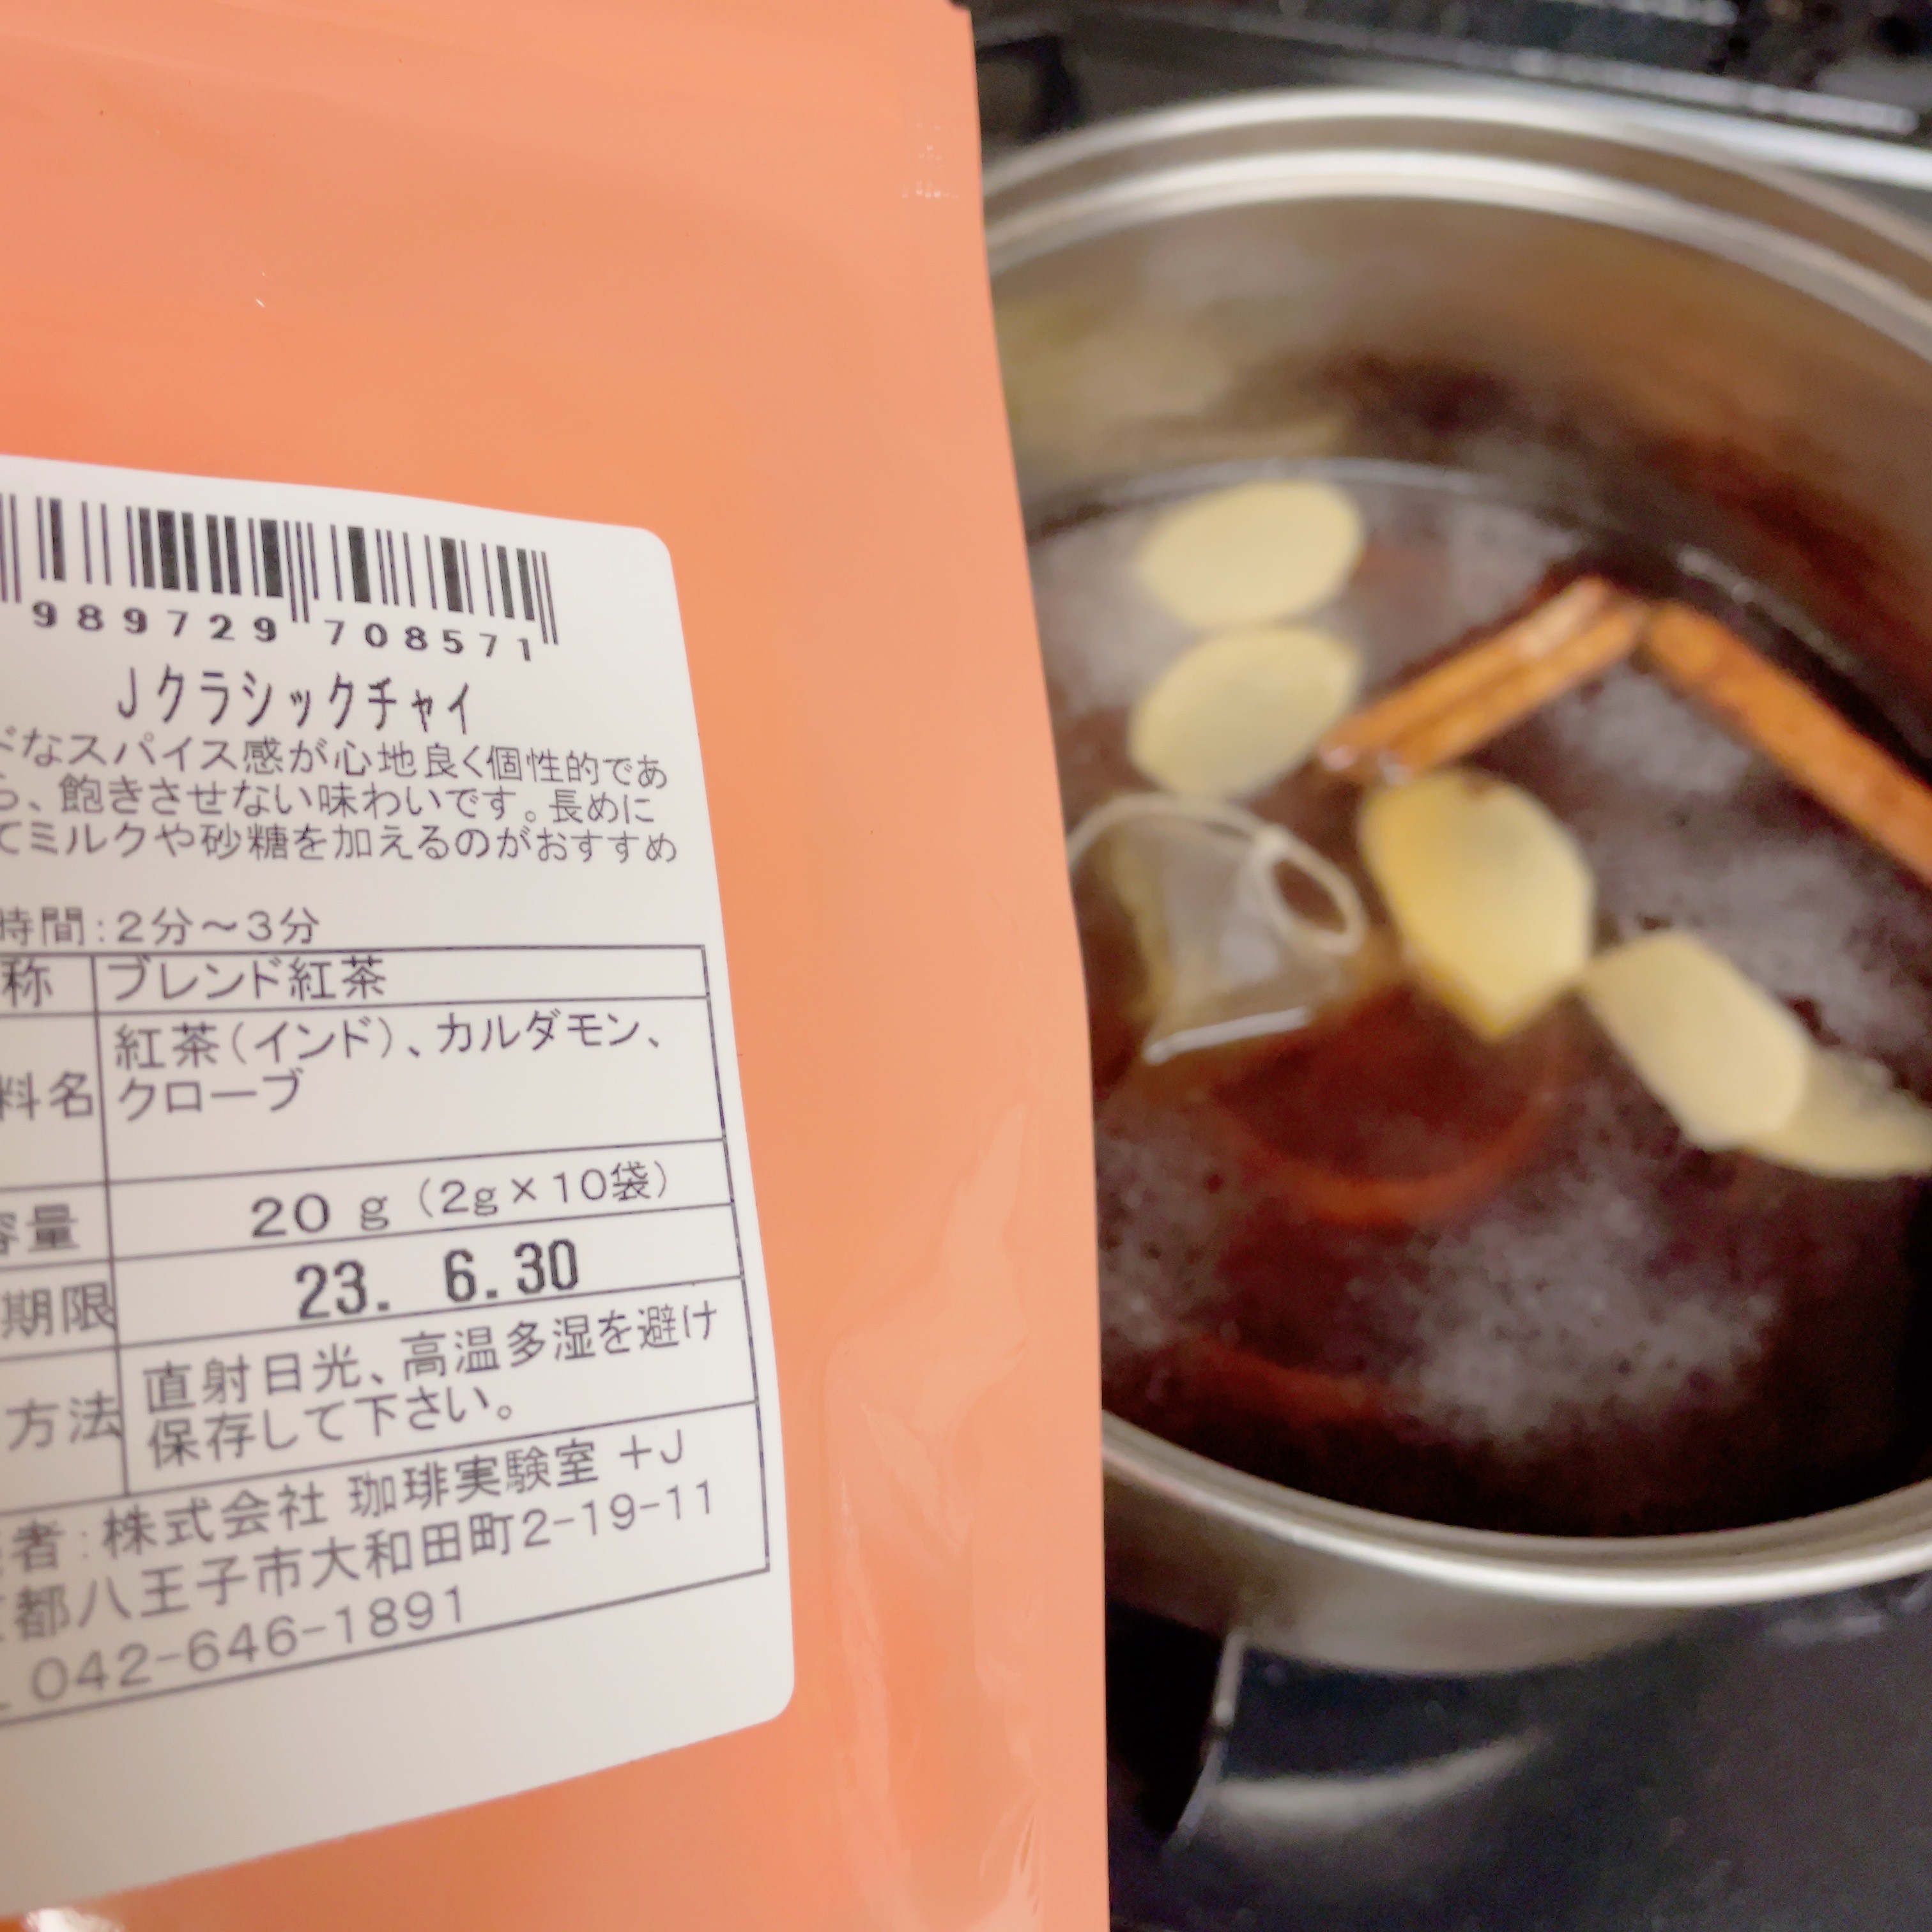 989729 708571
Jクラシックチャイ
ドなスパイス感が心地良く個性的であ
ら、飽きさせない味わいです。長めに
てミルクや砂糖を加えるのがおすすめ
時間:2分～3分
称 ブレンド紅茶
料名 紅茶(インド)、カルダモン、
クローブ
容量 20 g (2g×10袋)
期限 23. 6.30
方法 直射日光、高温多湿を避け
保存して下さい。
者:株式会社 珈琲実験室 +J
都八王子市大和田町2-19-11
042-646-1891